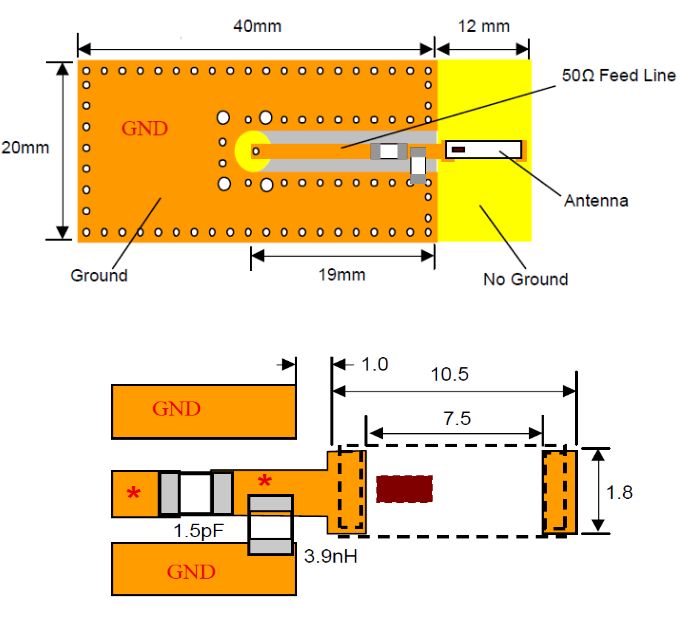 40mm
12 mm
50Ω Feed Line
GND
20mm
Antenna
Ground
19mm
No Ground
1.0
10.5
GND
7.5
*
*
1.8
1.5pF
3.9nH
GND